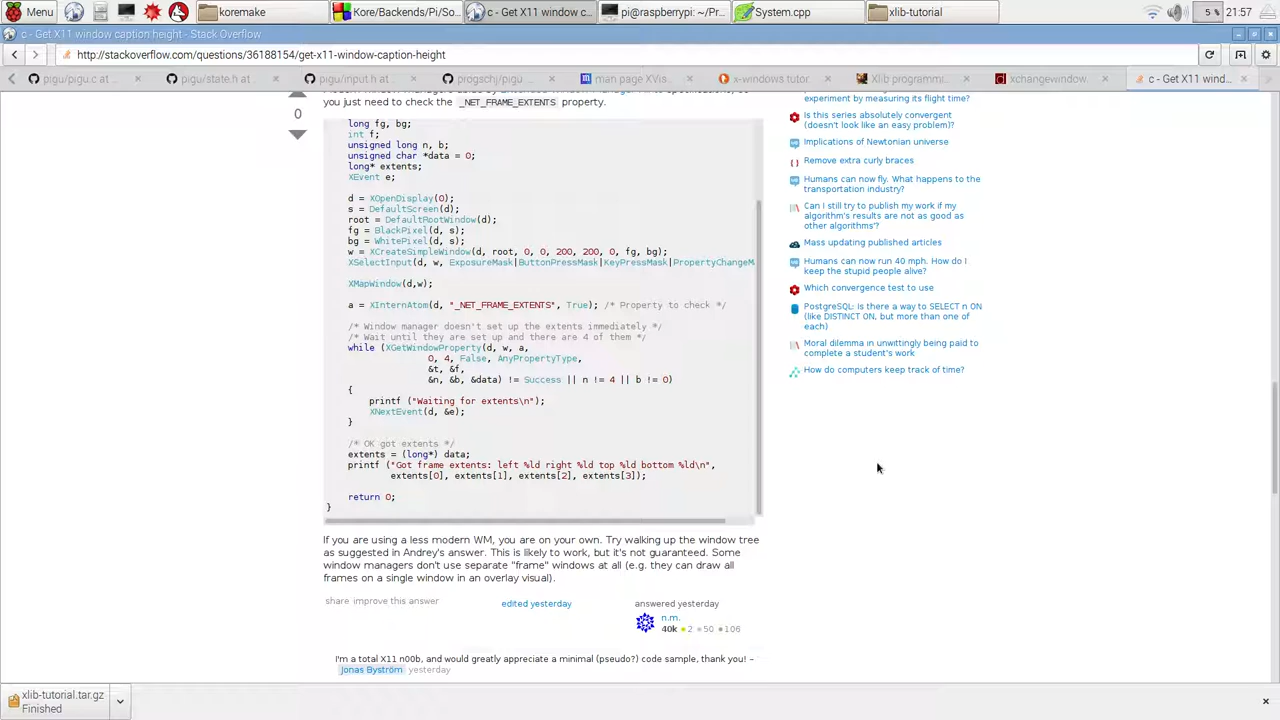 Menu
koremake
Kore/Backends/Pi/So...
c - Get X11 window c...
pi@raspberrypi: ~/Pr...
System.cpp
xlib-tutorial
5 %
21:57
c - Get X11 window caption height - Stack Overflow
http://stackoverflow.com/questions/36188154/get-x11-window-caption-height
pigu/pigu.c at ...
pigu/state.h at ...
pigu/input.h at ...
progschj/pigu ...
man page XVis...
x-windows tutor...
Xlib programmi...
xchangewindow...
c - Get X11 wind...
you just need to check the _NET_FRAME_EXTENTS property.
0
long fg, bg;
int f;
unsigned long n, b;
unsigned char *data = 0;
long* extents;
XEvent e;
d = XOpenDisplay(0);
s = DefaultScreen(d);
root = DefaultRootWindow(d);
fg = BlackPixel(d, s);
bg = WhitePixel(d, s);
w = XCreateSimpleWindow(d, root, 0, 0, 200, 200, 0, fg, bg);
XSelectInput(d, w, ExposureMask|ButtonPressMask|KeyPressMask|PropertyChangeM
XMapWindow(d,w);
a = XInternAtom(d, "_NET_FRAME_EXTENTS", True); /* Property to check */
/* Window manager doesn't set up the extents immediately */
/* Wait until they are set up and there are 4 of them */
while (XGetWindowProperty(d, w, a,
0, 4, False, AnyPropertyType,
&t, &f,
&n, &b, &data) != Success || n != 4 || b != 0)
{
printf ("Waiting for extents\n");
XNextEvent(d, &e);
}
/* OK got extents */
extents = (long*) data;
printf ("Got frame extents: left %ld right %ld top %ld bottom %ld\n",
extents[0], extents[1], extents[2], extents[3]);
return 0;
}
If you are using a less modern WM, you are on your own. Try walking up the window tree
as suggested in Andrey's answer. This is likely to work, but it's not guaranteed. Some
window managers don't use separate "frame" windows at all (e.g. they can draw all
frames on a single window in an overlay visual).
share improve this answer
edited yesterday
answered yesterday
n.m.
40k 2 50 106
I'm a total X11 n00b, and would greatly appreciate a minimal (pseudo?) code sample, thank you! –
Jonas Byström yesterday
experiment by measuring its flight time?
Is this series absolutely convergent
(doesn't look like an easy problem)?
Implications of Newtonian universe
Remove extra curly braces
Humans can now fly. What happens to the
transportation industry?
Can I still try to publish my work if my
algorithm's results are not as good as
other algorithms'?
Mass updating published articles
Humans can now run 40 mph. How do I
keep the stupid people alive?
Which convergence test to use
PostgreSQL: Is there a way to SELECT n ON
(like DISTINCT ON, but more than one of
each)
Moral dilemma in unwittingly being paid to
complete a student's work
How do computers keep track of time?
xlib-tutorial.tar.gz
Finished